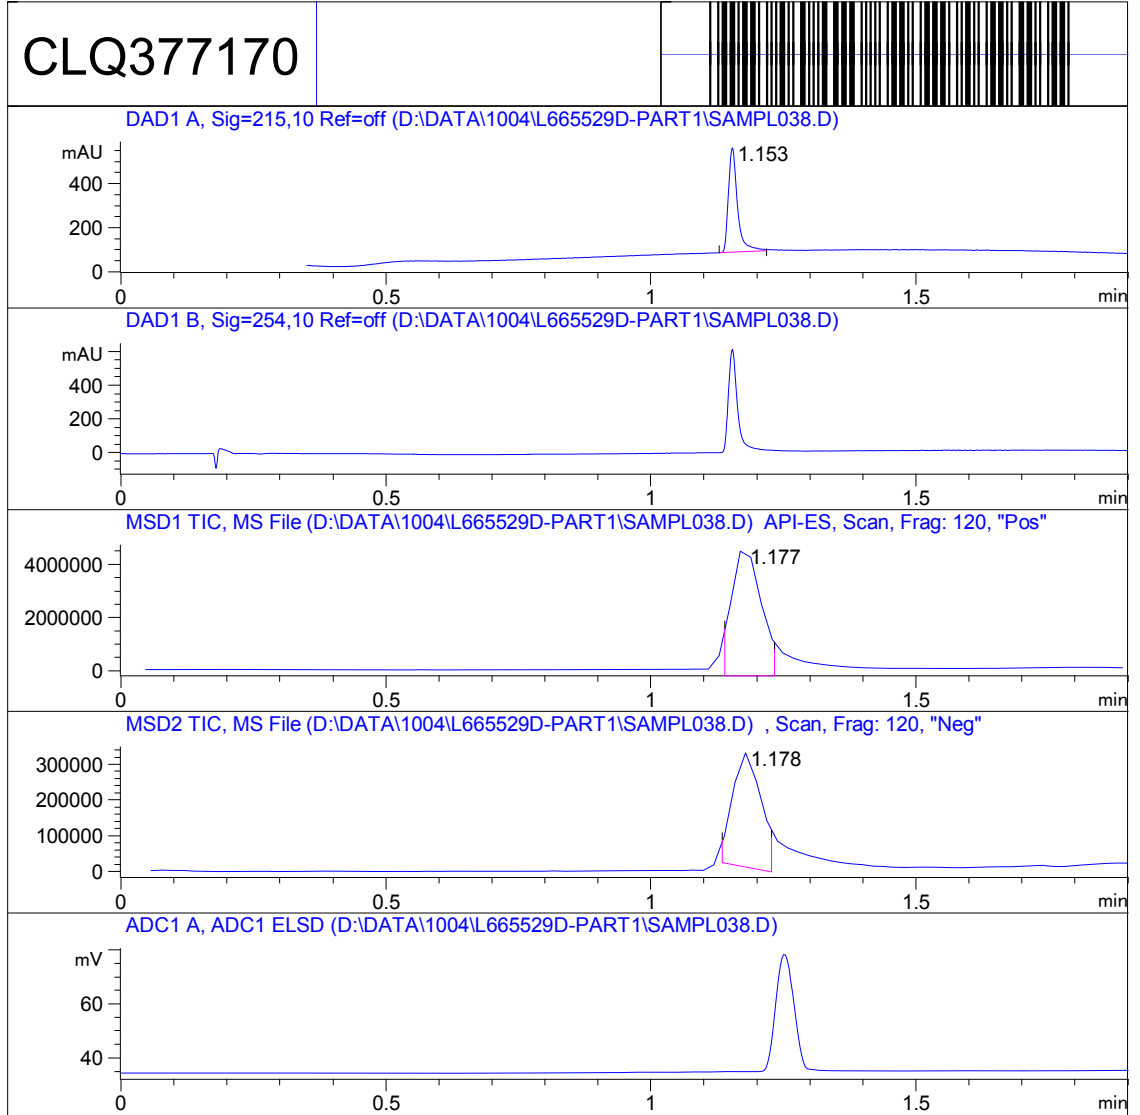 CLQ377170
DAD1 A, Sig=215,10 Ref=off (D:\DATA\1004\L665529D-PART1\SAMPL038.D)
mAU
1.153
400
200
0
0 0.5 1 1.5 min
DAD1 B, Sig=254,10 Ref=off (D:\DATA\1004\L665529D-PART1\SAMPL038.D)
mAU
400
200
0
0 0.5 1 1.5 min
MSD1 TIC, MS File (D:\DATA\1004\L665529D-PART1\SAMPL038.D) API-ES, Scan, Frag: 120, "Pos"
1.177
4000000
2000000
0
0 0.5 1 1.5 min
MSD2 TIC, MS File (D:\DATA\1004\L665529D-PART1\SAMPL038.D) , Scan, Frag: 120, "Neg"
1.178
300000
200000
100000
0
0 0.5 1 1.5 min
ADC1 A, ADC1 ELSD (D:\DATA\1004\L665529D-PART1\SAMPL038.D)
mV
60
40
0 0.5 1 1.5 min